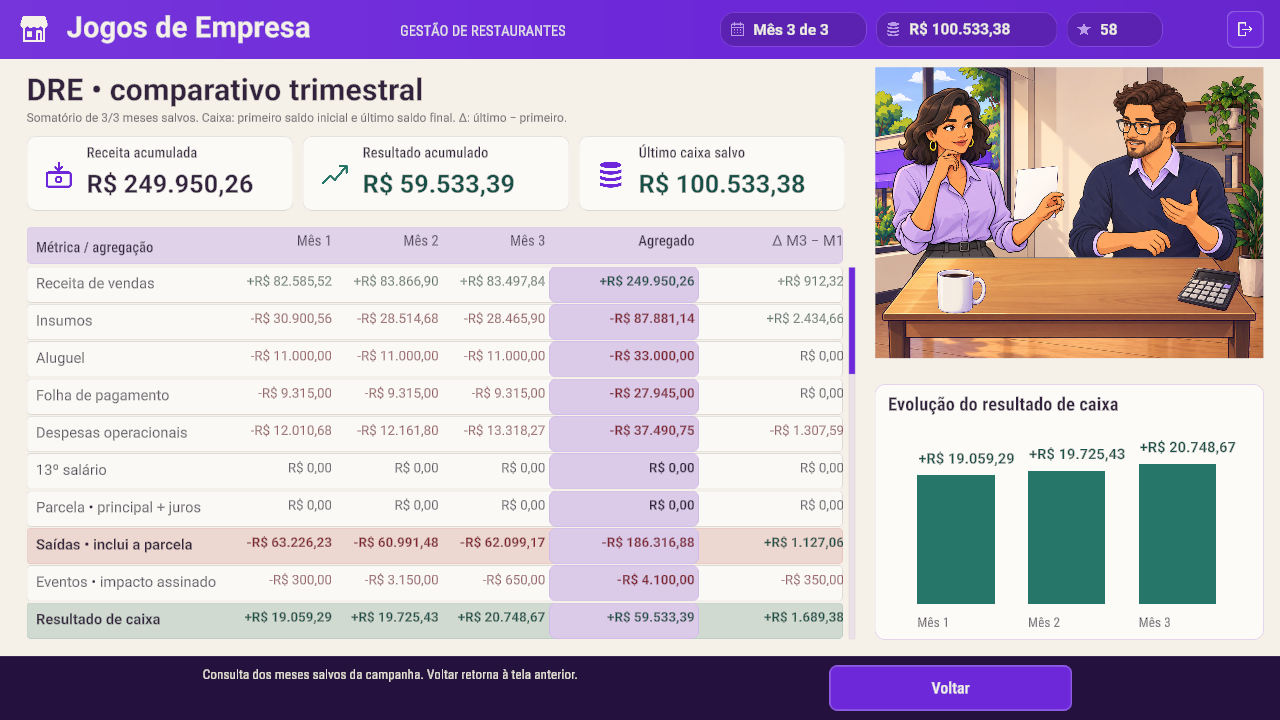 Jogos de Empresa
GESTÃO DE RESTAURANTES
Mês 3 de 3
R$ 100.533,38
58
DRE • comparativo trimestral
Somatório de 3/3 meses salvos. Caixa: primeiro saldo inicial e último saldo final. Δ: último − primeiro.
Receita acumulada
R$ 249.950,26
Resultado acumulado
R$ 59.533,39
Último caixa salvo
R$ 100.533,38
Métrica / agregação Mês 1 Mês 2 Mês 3 Agregado Δ M3 − M1
Receita de vendas +R$ 82.585,52 +R$ 83.866,90 +R$ 83.497,84 +R$ 249.950,26 +R$ 912,32
Insumos -R$ 30.900,56 -R$ 28.514,68 -R$ 28.465,90 -R$ 87.881,14 +R$ 2.434,66
Aluguel -R$ 11.000,00 -R$ 11.000,00 -R$ 11.000,00 -R$ 33.000,00 R$ 0,00
Folha de pagamento -R$ 9.315,00 -R$ 9.315,00 -R$ 9.315,00 -R$ 27.945,00 R$ 0,00
Despesas operacionais -R$ 12.010,68 -R$ 12.161,80 -R$ 13.318,27 -R$ 37.490,75 -R$ 1.307,59
13º salário R$ 0,00 R$ 0,00 R$ 0,00 R$ 0,00 R$ 0,00
Parcela • principal + juros R$ 0,00 R$ 0,00 R$ 0,00 R$ 0,00 R$ 0,00
Saídas • inclui a parcela -R$ 63.226,23 -R$ 60.991,48 -R$ 62.099,17 -R$ 186.316,88 +R$ 1.127,06
Eventos • impacto assinado -R$ 300,00 -R$ 3.150,00 -R$ 650,00 -R$ 4.100,00 -R$ 350,00
Resultado de caixa +R$ 19.059,29 +R$ 19.725,43 +R$ 20.748,67 +R$ 59.533,39 +R$ 1.689,38
Evolução do resultado de caixa
+R$ 19.059,29 +R$ 19.725,43 +R$ 20.748,67
Mês 1 Mês 2 Mês 3
Consulta dos meses salvos da campanha. Voltar retorna à tela anterior.
Voltar